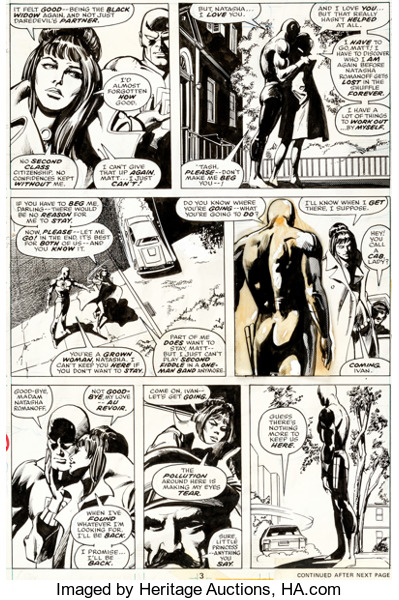 IT FELT GOOD--BEING THE BLACK
WIDOW AGAIN, AND NOT JUST
DAREDEVIL'S PARTNER.
I'D
ALMOST
FORGOTTEN
HOW
GOOD.
NO SECOND
CLASS
CITIZENSHIP, NO
CONFIDENCES KEPT
WITHOUT ME.
I CAN'T GIVE
THAT UP AGAIN,
MATT... I JUST
CAN'T!
BUT, NATASHA...
I LOVE YOU.
AND I LOVE YOU...
BUT THAT REALLY
HASN'T HELPED
AT ALL.
I HAVE TO
GO, MATT! I
HAVE TO DISCOVER
WHO I AM
AGAIN BEFORE
NATASHA
ROMANOFF GETS
LOST IN THE
SHUFFLE
FOREVER.
I HAVE A
LOT OF THINGS
TO WORK OUT
--BY MYSELF.
'TASH,
PLEASE--DON'T
MAKE ME BEG
YOU--!
IF YOU HAVE TO BEG ME,
DARLING--THERE WOULD
BE NO REASON FOR
ME TO STAY.
NOW, PLEASE--LET ME
GO! IN THE END, IT'S BEST
FOR BOTH OF US--AND
YOU KNOW IT.
YOU'RE A GROWN
WOMAN, NATASHA. I
CAN'T KEEP YOU HERE IF
YOU DON'T WANT TO STAY.
PART OF ME
DOES WANT TO
STAY, MATT--
BUT I JUST CAN'T
PLAY SECOND
FIDDLE IN A ONE-
MAN BAND ANYMORE.
DO YOU KNOW WHERE
YOU'RE GOING--WHAT
YOU'RE GOING TO DO?
I'LL KNOW WHEN I GET
THERE, I SUPPOSE.
HEY!
YOU
CALL
A
CAB,
LADY?
COMING,
IVAN.
GOOD-BYE,
MADAM
NATASHA
ROMANOFF.
NOT GOOD-
BYE, MY LOVE
-- AU
REVOIR.
WHEN I'VE
FOUND
WHATEVER I'M
LOOKING FOR,
I'LL BE BACK.
I PROMISE...
I'LL BE
BACK.
COME ON, IVAN--
LET'S GET GOING.
THE
POLLUTION
AROUND HERE IS
MAKING MY EYES
TEAR.
SURE,
LITTLE
PRINCESS
--ANYTHING
YOU
SAY.
GUESS
THERE'S
NOTHING
MORE TO
KEEP US
HERE.
3
CONTINUED AFTER NEXT PAGE
Imaged by Heritage Auctions, HA.com